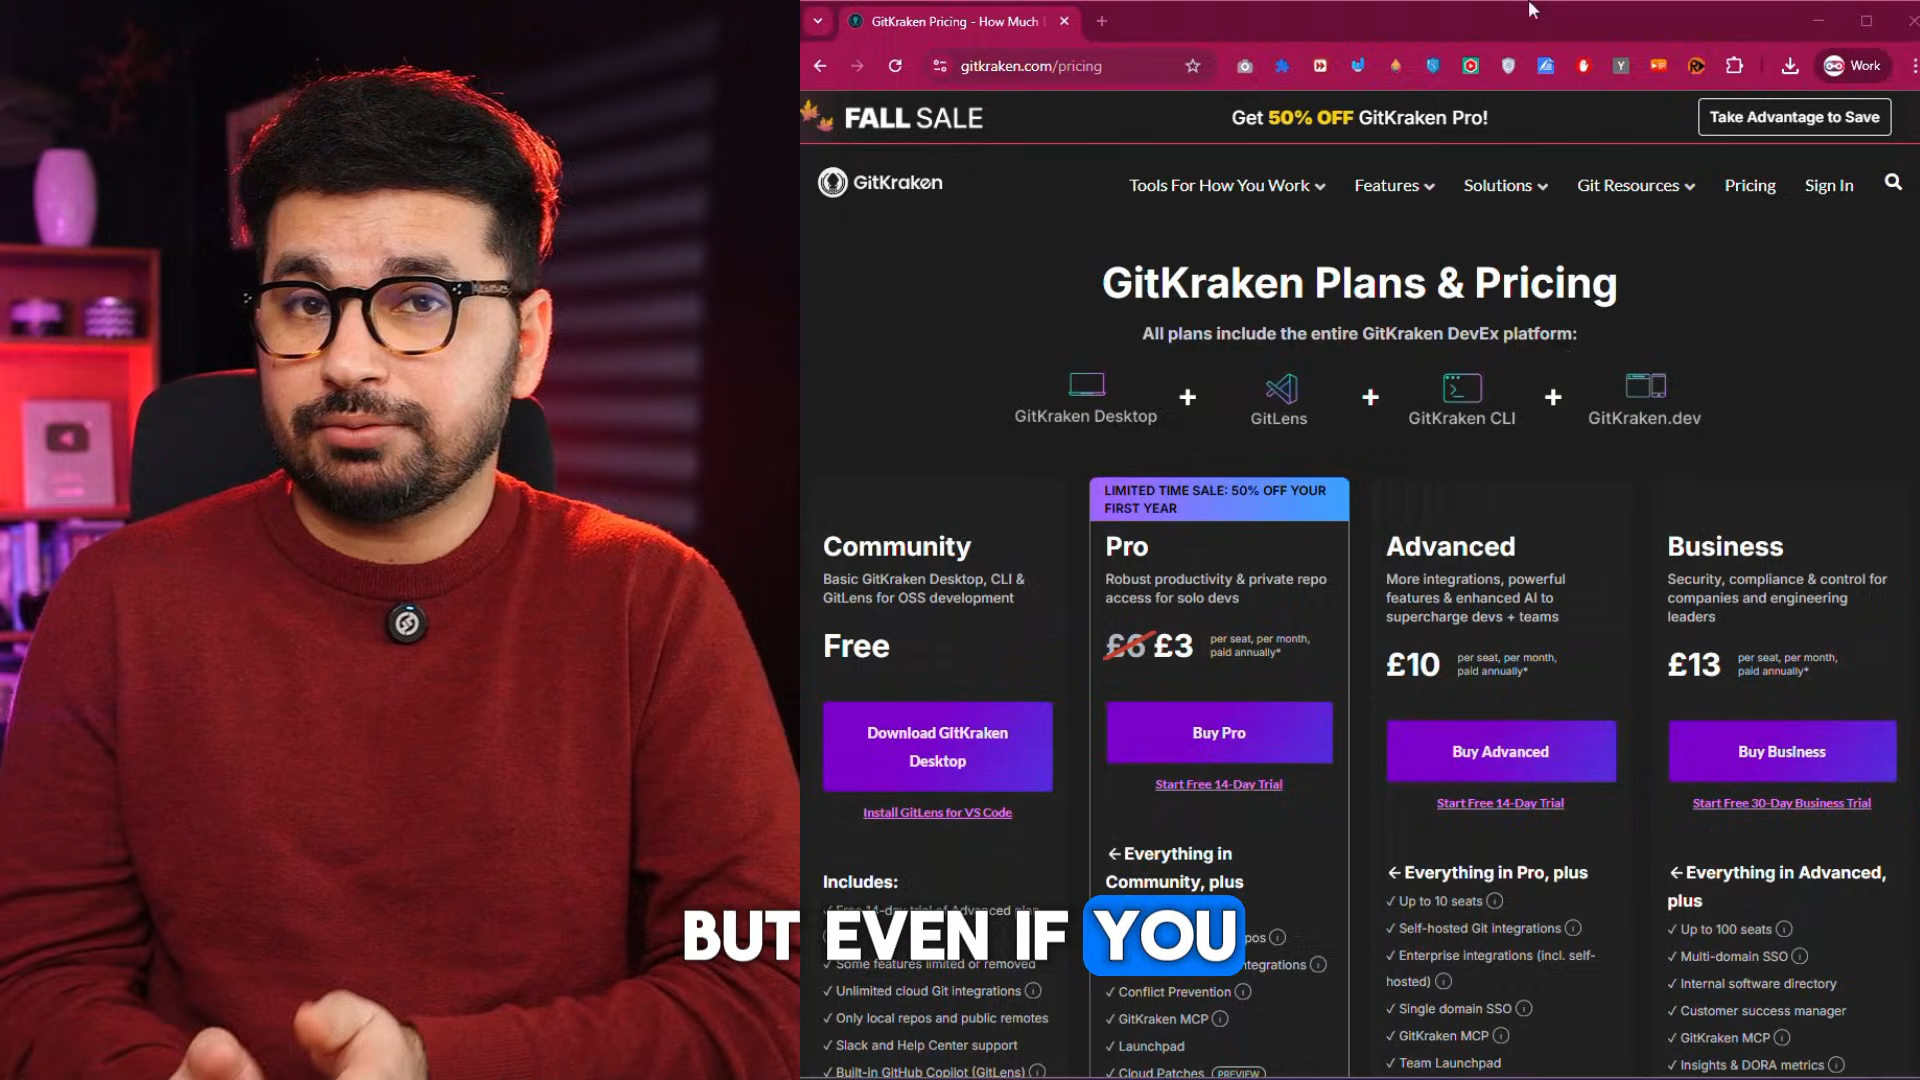 GitKraken Pricing - How Much
gitkraken.com/pricing
Work
FALL SALE
Get 50% OFF GitKraken Pro!
Take Advantage to Save
GitKraken
Tools For How You Work
Features
Solutions
Git Resources
Pricing
Sign In
GitKraken Plans & Pricing
All plans include the entire GitKraken DevEx platform:
GitKraken Desktop
+
GitLens
+
GitKraken CLI
+
GitKraken.dev
Community
Basic GitKraken Desktop, CLI &
GitLens for OSS development
Free
Download GitKraken
Desktop
Install GitLens for VS Code
Includes:
✓ Free 14-day trial of Advanced plan
✓ Some features limited or removed
✓ Unlimited cloud Git integrations
✓ Only local repos and public remotes
✓ Slack and Help Center support
✓ Built-in GitHub Copilot (GitLens)
LIMITED TIME SALE: 50% OFF YOUR
FIRST YEAR
Pro
Robust productivity & private repo
access for solo devs
£6 £3
per seat, per month,
paid annually*
Buy Pro
Start Free 14-Day Trial
← Everything in
Community, plus
✓ Conflict Prevention
✓ GitKraken MCP
✓ Launchpad
✓ Cloud Patches PREVIEW
Advanced
More integrations, powerful
features & enhanced AI to
supercharge devs + teams
£10
per seat, per month,
paid annually*
Buy Advanced
Start Free 14-Day Trial
← Everything in Pro, plus
✓ Up to 10 seats
✓ Self-hosted Git integrations
✓ Enterprise integrations (incl. self-
hosted)
✓ Single domain SSO
✓ GitKraken MCP
✓ Team Launchpad
Business
Security, compliance & control for
companies and engineering
leaders
£13
per seat, per month,
paid annually*
Buy Business
Start Free 30-Day Business Trial
← Everything in Advanced,
plus
✓ Up to 100 seats
✓ Multi-domain SSO
✓ Internal software directory
✓ Customer success manager
✓ GitKraken MCP
✓ Insights & DORA metrics
BUT EVEN IF YOU